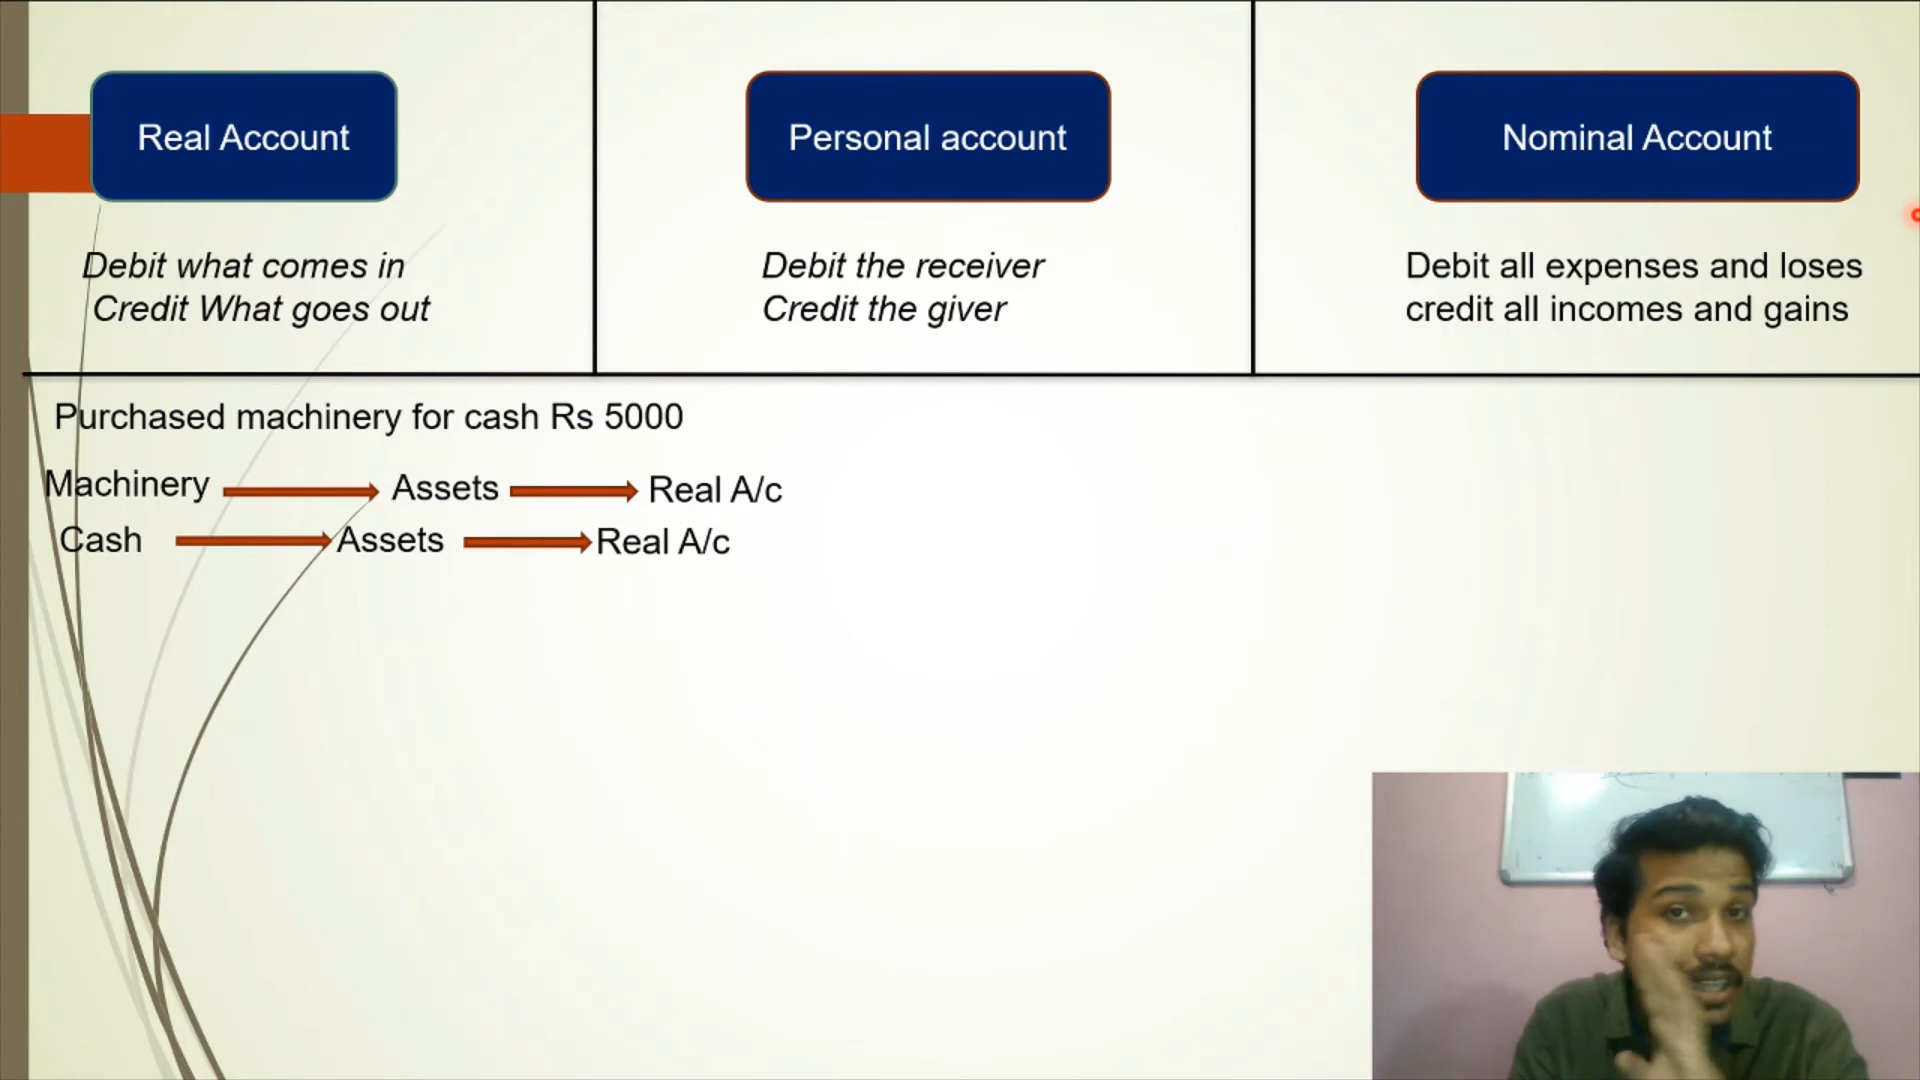 Real Account
Personal account
Nominal Account
Debit what comes in
Credit What goes out
Debit the receiver
Credit the giver
Debit all expenses and loses
credit all incomes and gains
Purchased machinery for cash Rs 5000
Machinery Assets Real A/c
Cash Assets Real A/c